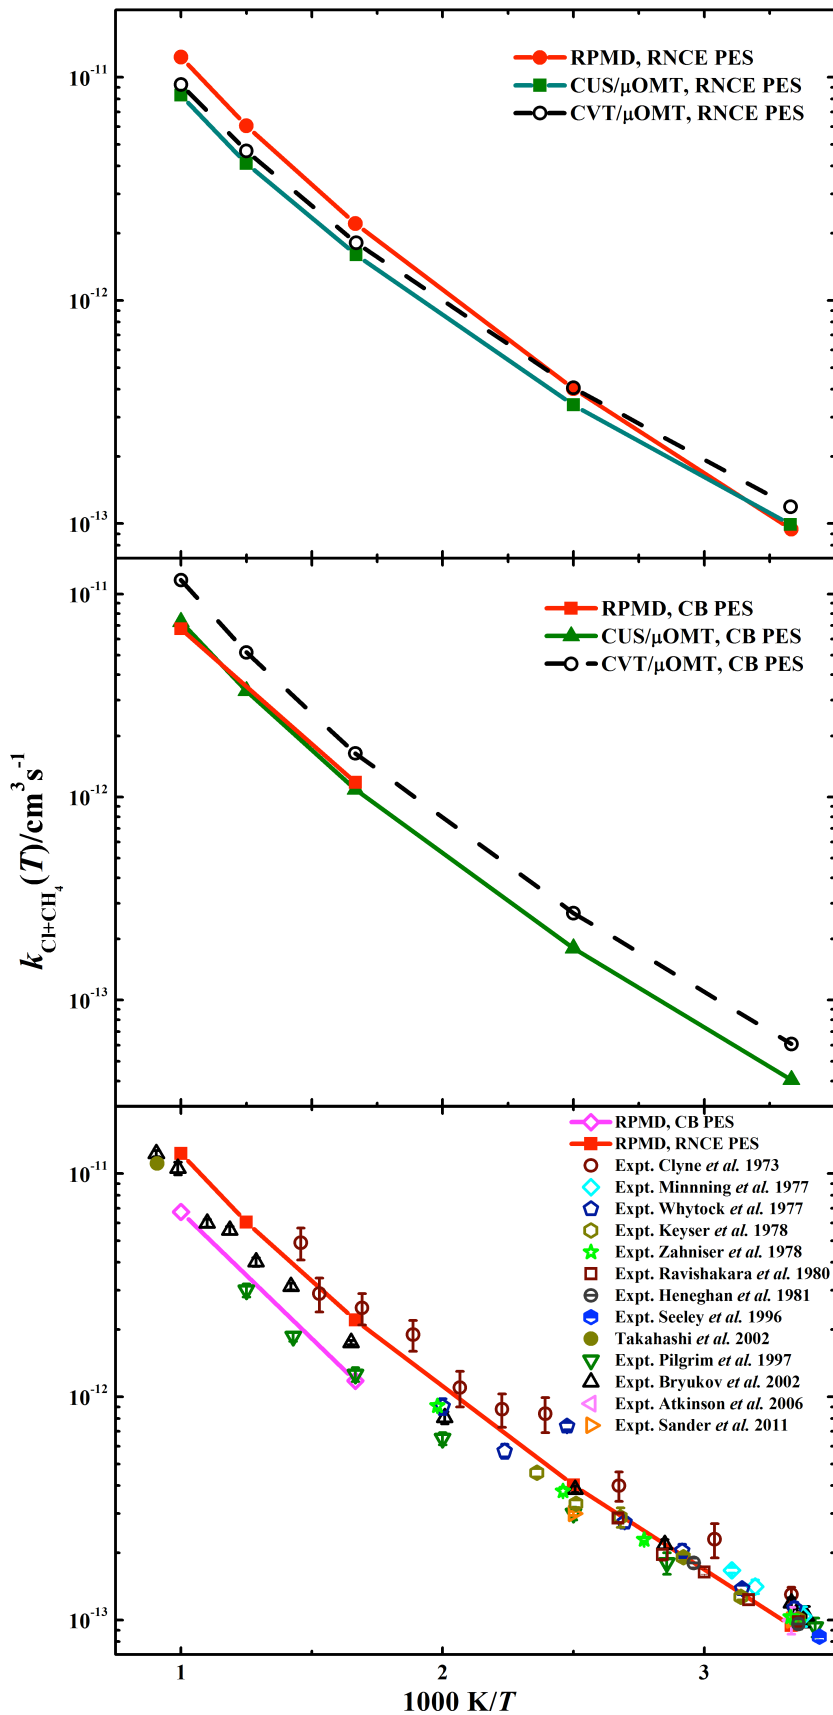 10⁻¹¹
10⁻¹²
10⁻¹³
RPMD, RNCE PES
CUS/μOMT, RNCE PES
CVT/μOMT, RNCE PES
10⁻¹¹
10⁻¹²
10⁻¹³
RPMD, CB PES
CUS/μOMT, CB PES
CVT/μOMT, CB PES
k_Cl+CH₄(T)/cm³s⁻¹
10⁻¹¹
10⁻¹²
10⁻¹³
RPMD, CB PES
RPMD, RNCE PES
Expt. Clyne et al. 1973
Expt. Minnning et al. 1977
Expt. Whytock et al. 1977
Expt. Keyser et al. 1978
Expt. Zahniser et al. 1978
Expt. Ravishakara et al. 1980
Expt. Heneghan et al. 1981
Expt. Seeley et al. 1996
Takahashi et al. 2002
Expt. Pilgrim et al. 1997
Expt. Bryukov et al. 2002
Expt. Atkinson et al. 2006
Expt. Sander et al. 2011
1 2 3
1000 K/T